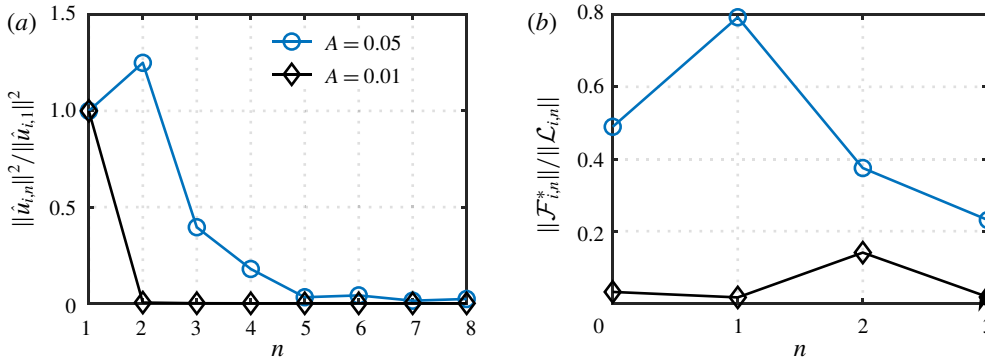 (a)
||û_{i,n}||²/||û_{i,1}||²
1.5
1.0
0.5
0
1 2 3 4 5 6 7 8
n
A = 0.05
A = 0.01
(b)
||ℱ*_{i,n}||/||ℒ_{i,n}||
0.8
0.6
0.4
0.2
0 1 2 3
n